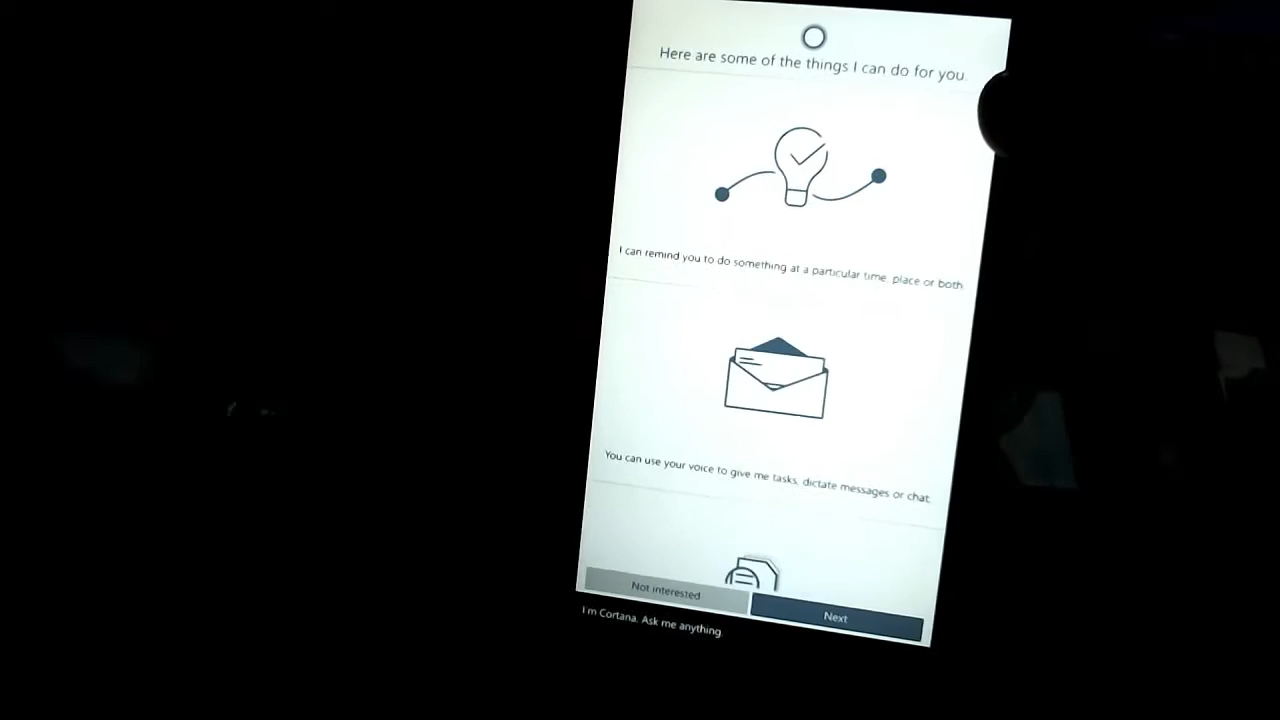 Here are some of the things I can do for you.
I can remind you to do something at a particular time, place or both.
You can use your voice to give me tasks, dictate messages or chat.
Not interested
Next
I'm Cortana. Ask me anything.